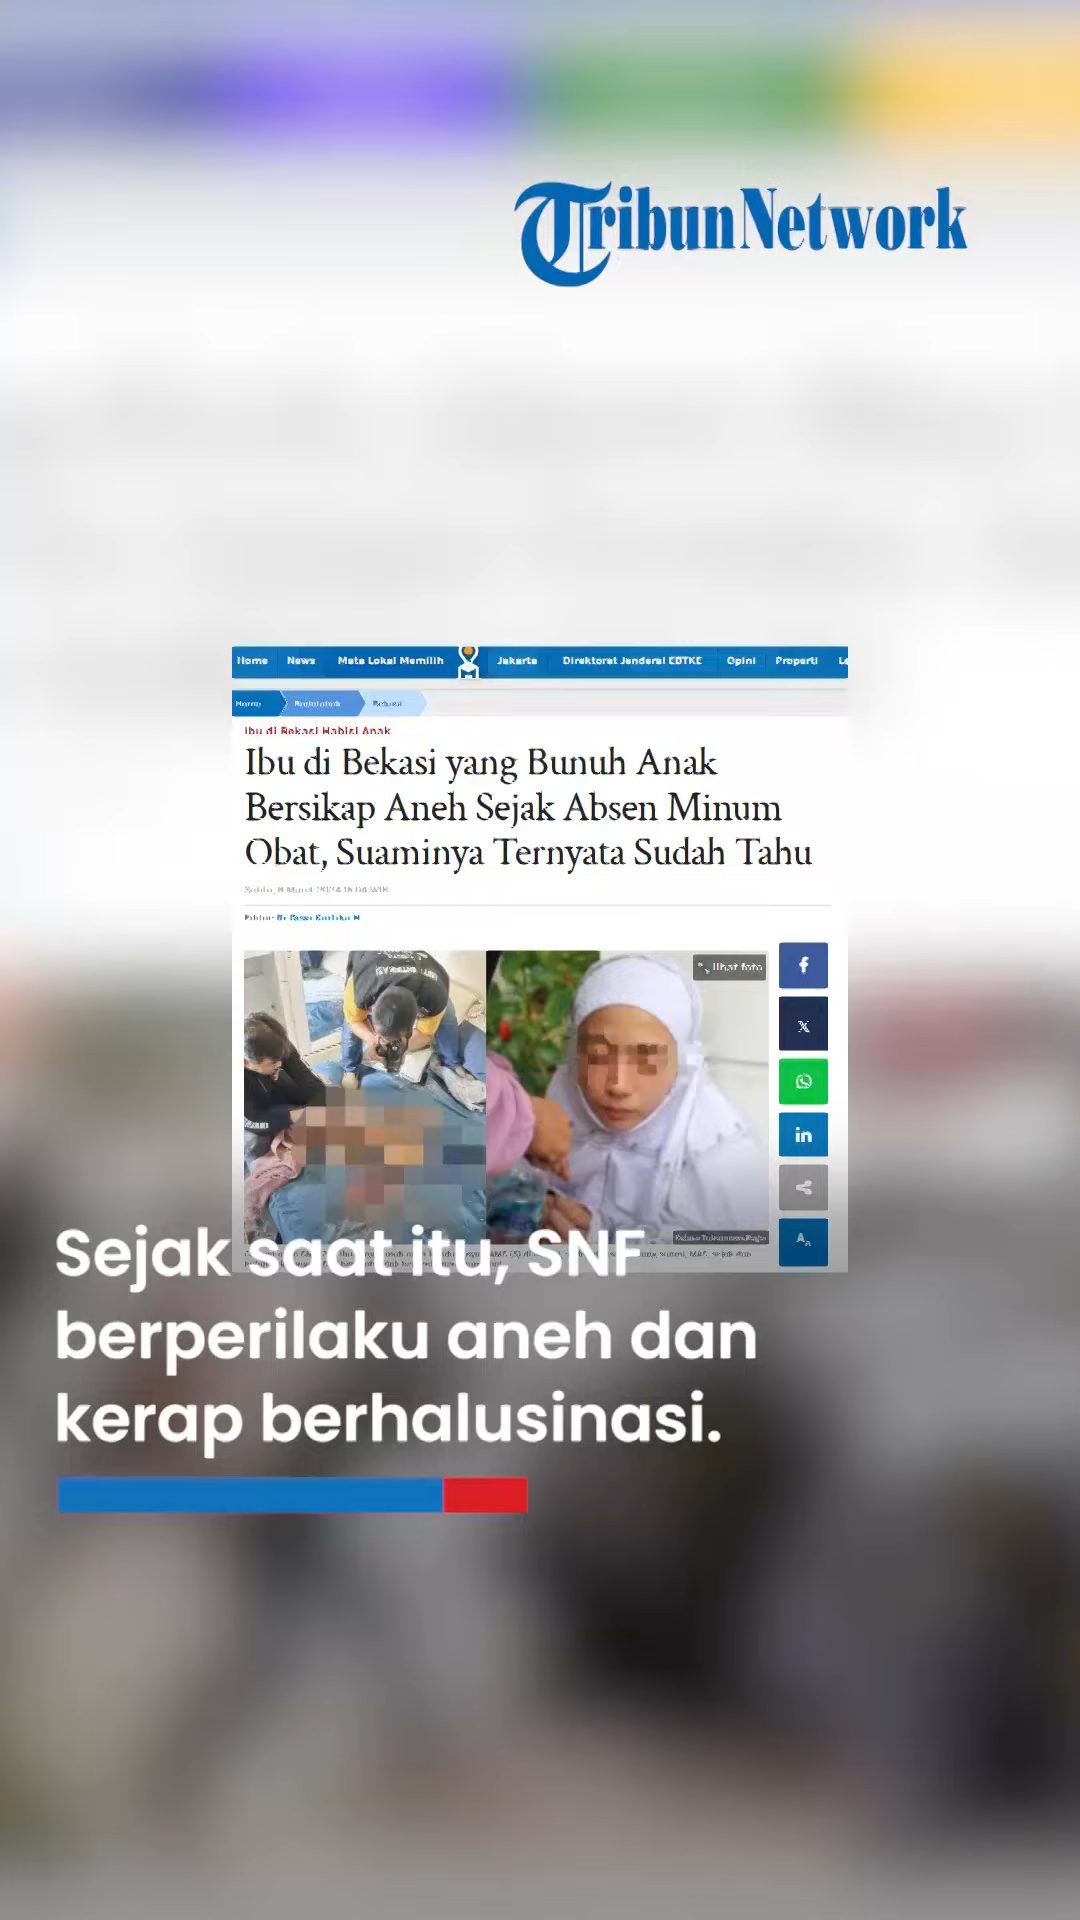 TribunNetwork
Home News Mata Lokal Memilih Jakarta Direktorat Jenderal EBTKE Opini Properti
Home
Ibu di Bekasi Habisi Anak
Ibu di Bekasi yang Bunuh Anak
Bersikap Aneh Sejak Absen Minum
Obat, Suaminya Ternyata Sudah Tahu
lihat foto
Sejak saat itu, SNF
berperilaku aneh dan
kerap berhalusinasi.